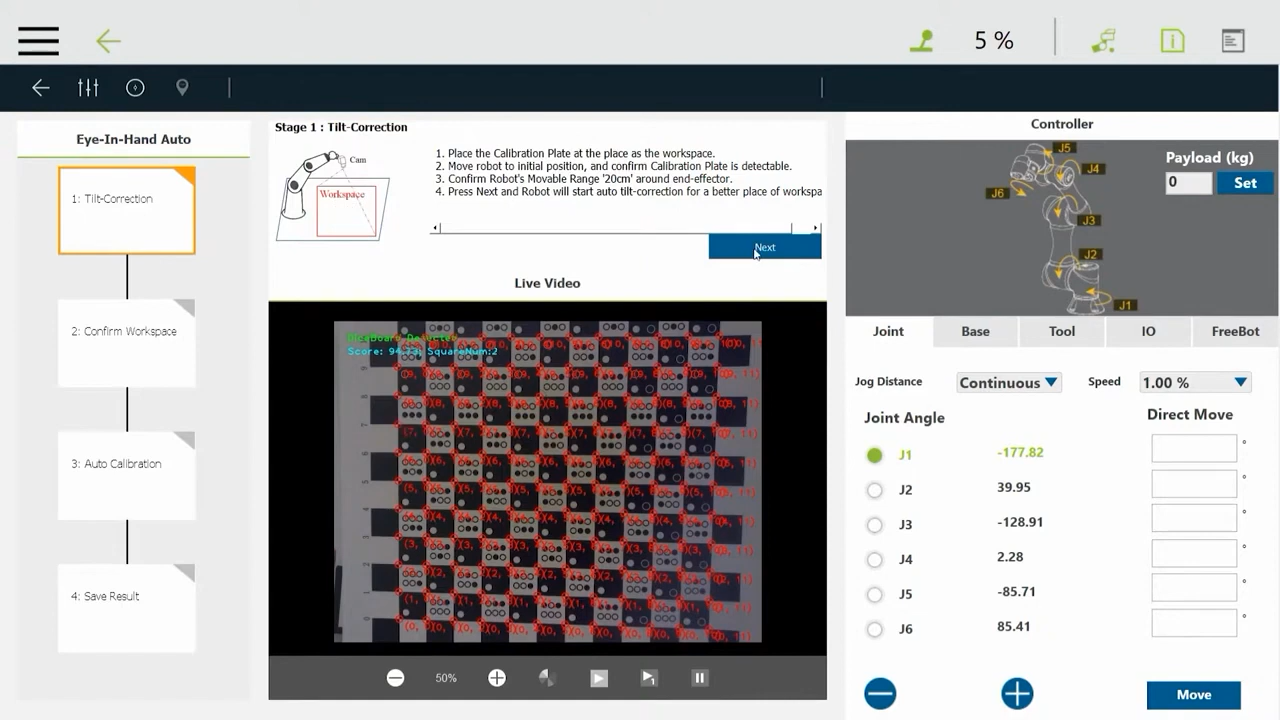 5 %
Eye-In-Hand Auto
1: Tilt-Correction
2: Confirm Workspace
3: Auto Calibration
4: Save Result
Stage 1 : Tilt-Correction
Cam
Workspace
1. Place the Calibration Plate at the place as the workspace.
2. Move robot to initial position, and confirm Calibration Plate is detectable.
3. Confirm Robot's Movable Range '20cm' around end-effector.
4. Press Next and Robot will start auto tilt-correction for a better place of workspa
Next
Live Video
SquareNum:2
50%
Controller
J5
J4
J6
J3
J2
J1
Payload (kg)
0
Set
Joint
Base
Tool
IO
FreeBot
Jog Distance
Continuous
Speed
1.00 %
Joint Angle
Direct Move
J1 -177.82 °
J2 39.95 °
J3 -128.91 °
J4 2.28 °
J5 -85.71 °
J6 85.41 °
Move